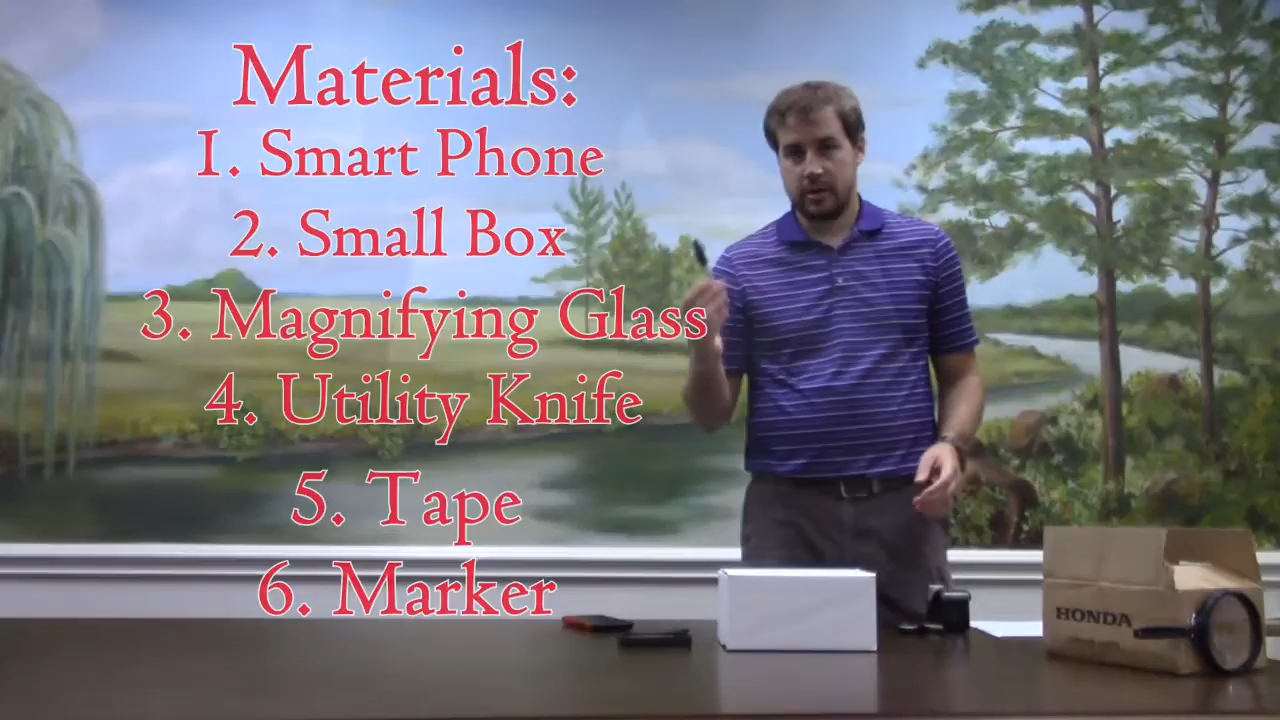 Materials:
1. Smart Phone
2. Small Box
3. Magnifying Glass
4. Utility Knife
5. Tape
6. Marker
HONDA